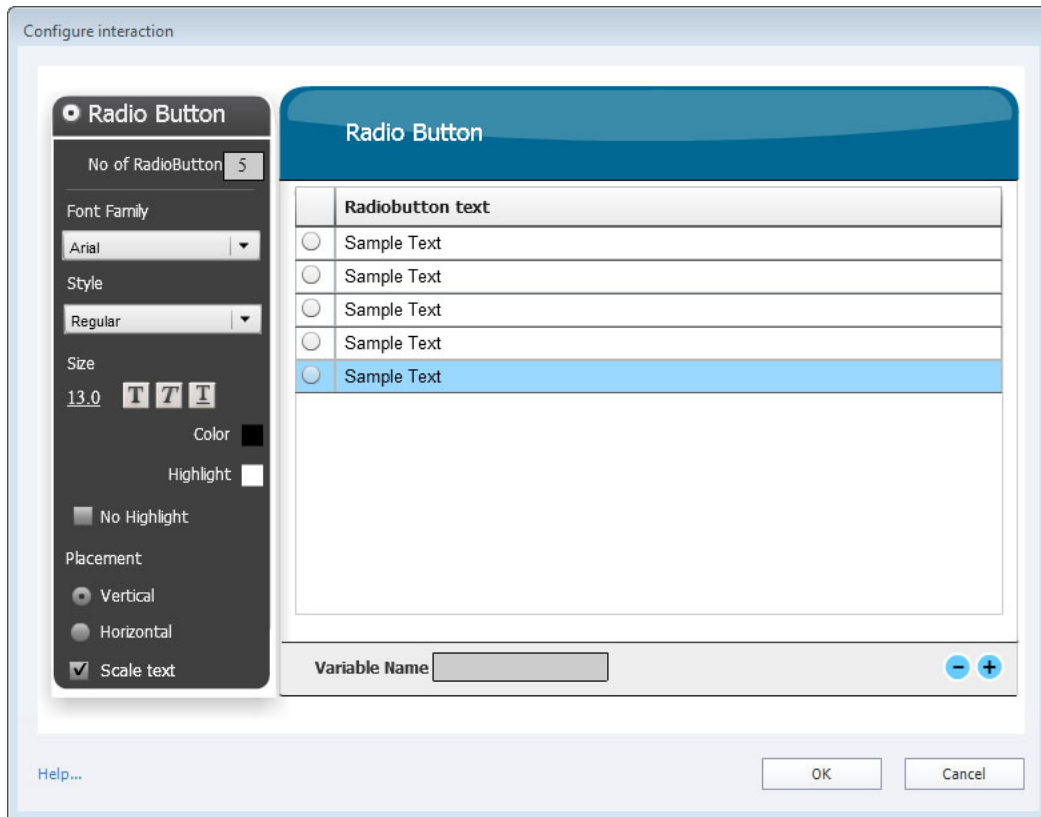 Configure interaction
Radio Button
No of RadioButton 5
Font Family
Arial
Style
Regular
Size
13.0 T T T
Color
Highlight
No Highlight
Placement
Vertical
Horizontal
Scale text
Radio Button
Radiobutton text
Sample Text
Sample Text
Sample Text
Sample Text
Sample Text
Variable Name
Help...
OK
Cancel